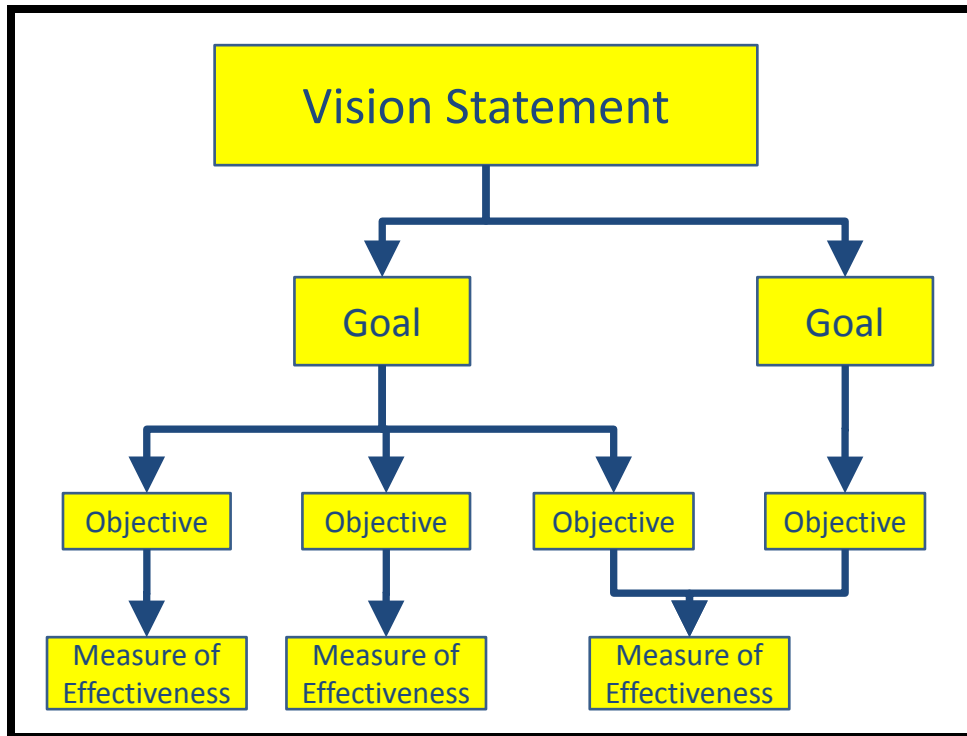 Vision Statement
Goal
Goal
Objective
Objective
Objective
Objective
Measure of
Effectiveness
Measure of
Effectiveness
Measure of
Effectiveness